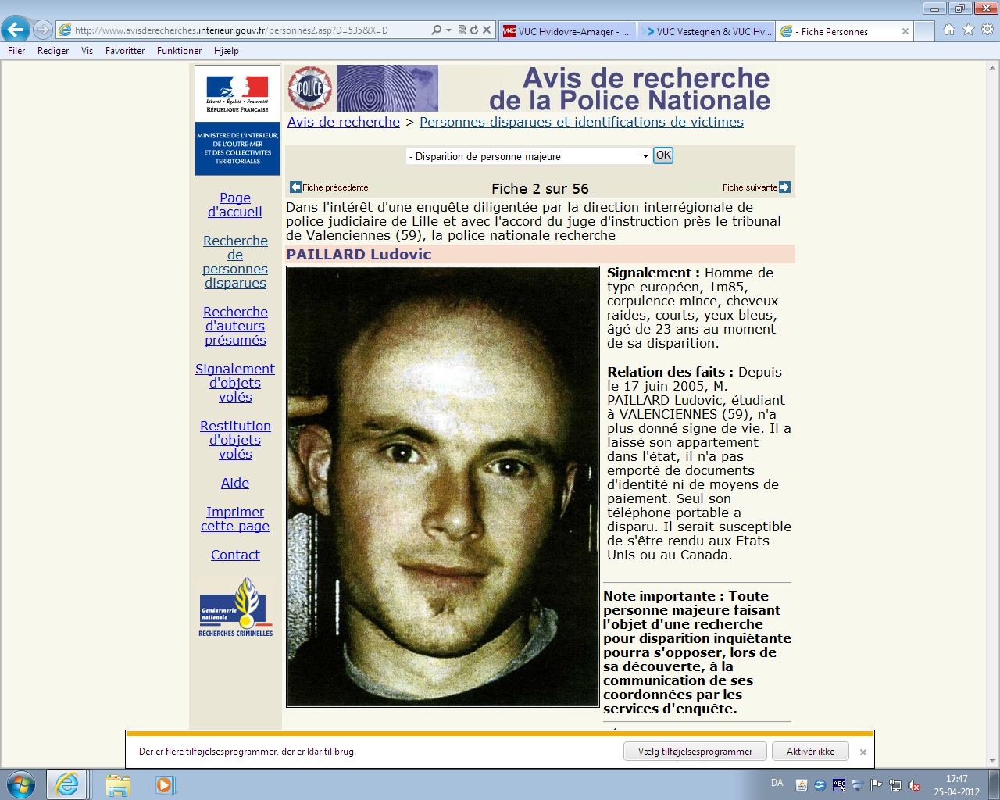 http://www.avisderecherches.interieur.gouv.fr/personnes2.asp?D=535&X=D
VUC Hvidovre-Amager - ...
VUC Vestegnen & VUC Hv...
- Fiche Personnes
Filer Rediger Vis Favoritter Funktioner Hjælp
Liberté • Égalité • Fraternité
RÉPUBLIQUE FRANÇAISE
MINISTERE DE L'INTERIEUR,
DE L'OUTRE-MER
ET DES COLLECTIVITES
TERRITORIALES
POLICE
Avis de recherche
de la Police Nationale
Avis de recherche > Personnes disparues et identifications de victimes
- Disparition de personne majeure OK
Fiche précédente Fiche 2 sur 56 Fiche suivante
Page
d'accueil
Recherche
de
personnes
disparues
Recherche
d'auteurs
présumés
Signalement
d'objets
volés
Restitution
d'objets
volés
Aide
Imprimer
cette page
Contact
Gendarmerie
nationale
RECHERCHES CRIMINELLES
Dans l'intérêt d'une enquête diligentée par la direction interrégionale de
police judiciaire de Lille et avec l'accord du juge d'instruction près le tribunal
de Valenciennes (59), la police nationale recherche
PAILLARD Ludovic
Signalement : Homme de
type européen, 1m85,
corpulence mince, cheveux
raides, courts, yeux bleus,
âgé de 23 ans au moment
de sa disparition.
Relation des faits : Depuis
le 17 juin 2005, M.
PAILLARD Ludovic, étudiant
à VALENCIENNES (59), n'a
plus donné signe de vie. Il a
laissé son appartement
dans l'état, il n'a pas
emporté de documents
d'identité ni de moyens de
paiement. Seul son
téléphone portable a
disparu. Il serait susceptible
de s'être rendu aux Etats-
Unis ou au Canada.
Note importante : Toute
personne majeure faisant
l'objet d'une recherche
pour disparition inquiétante
pourra s'opposer, lors de
sa découverte, à la
communication de ses
coordonnées par les
services d'enquête.
Der er flere tilføjelsesprogrammer, der er klar til brug.
Vælg tilføjelsesprogrammer
Aktivér ikke
DA
ABC
17:47
25-04-2012